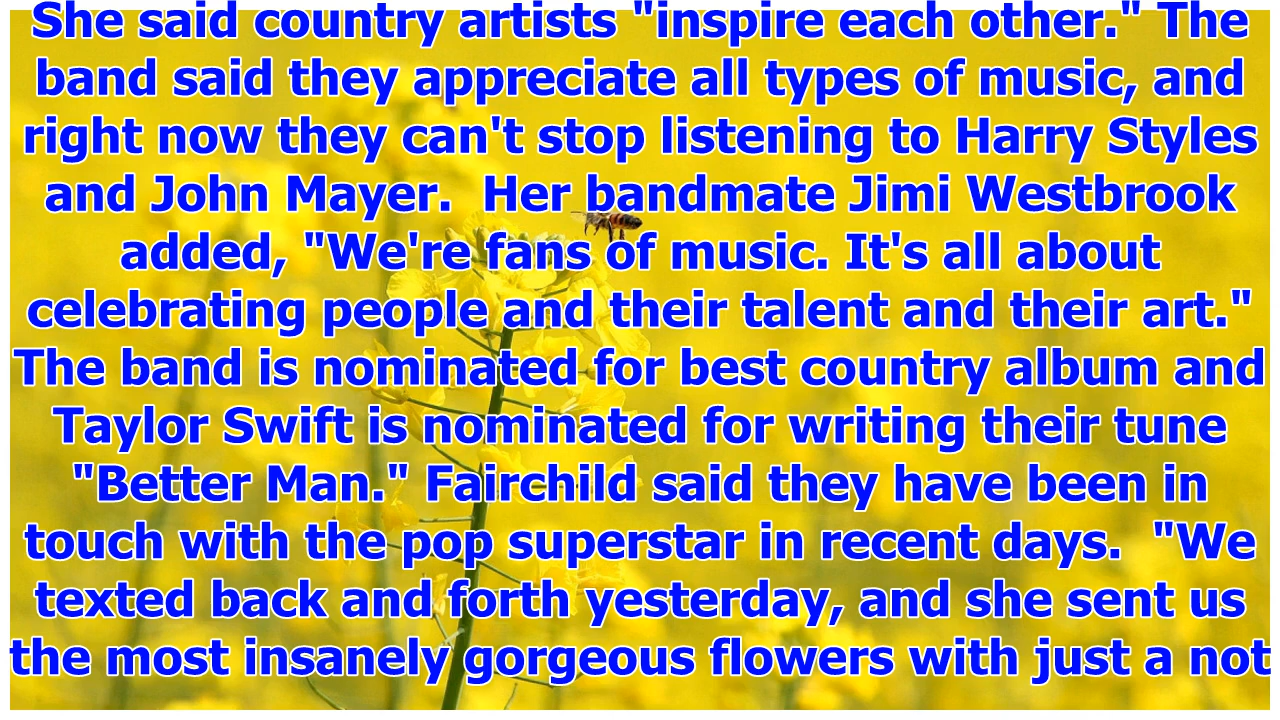 She said country artists "inspire each other." The
band said they appreciate all types of music, and
right now they can't stop listening to Harry Styles
and John Mayer.  Her bandmate Jimi Westbrook
added, "We're fans of music. It's all about
celebrating people and their talent and their art."
The band is nominated for best country album and
Taylor Swift is nominated for writing their tune
"Better Man." Fairchild said they have been in
touch with the pop superstar in recent days.  "We
texted back and forth yesterday, and she sent us
the most insanely gorgeous flowers with just a not